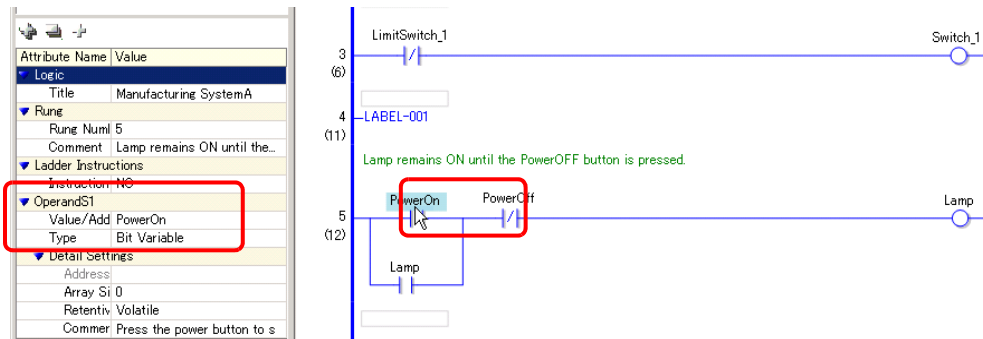 Attribute Name Value
Logic
Title Manufacturing SystemA
Rung
Rung Numl 5
Comment Lamp remains ON until the...
Ladder Instructions
Instruction NO
OperandS1
Value/Add PowerOn
Type Bit Variable
Detail Settings
Address
Array Si 0
Retentiv Volatile
Commer Press the power button to s
LimitSwitch_1 Switch_1
3
(6)
4 LABEL-001
(11)
Lamp remains ON until the PowerOFF button is pressed.
PowerOn PowerOff Lamp
5
(12)
Lamp